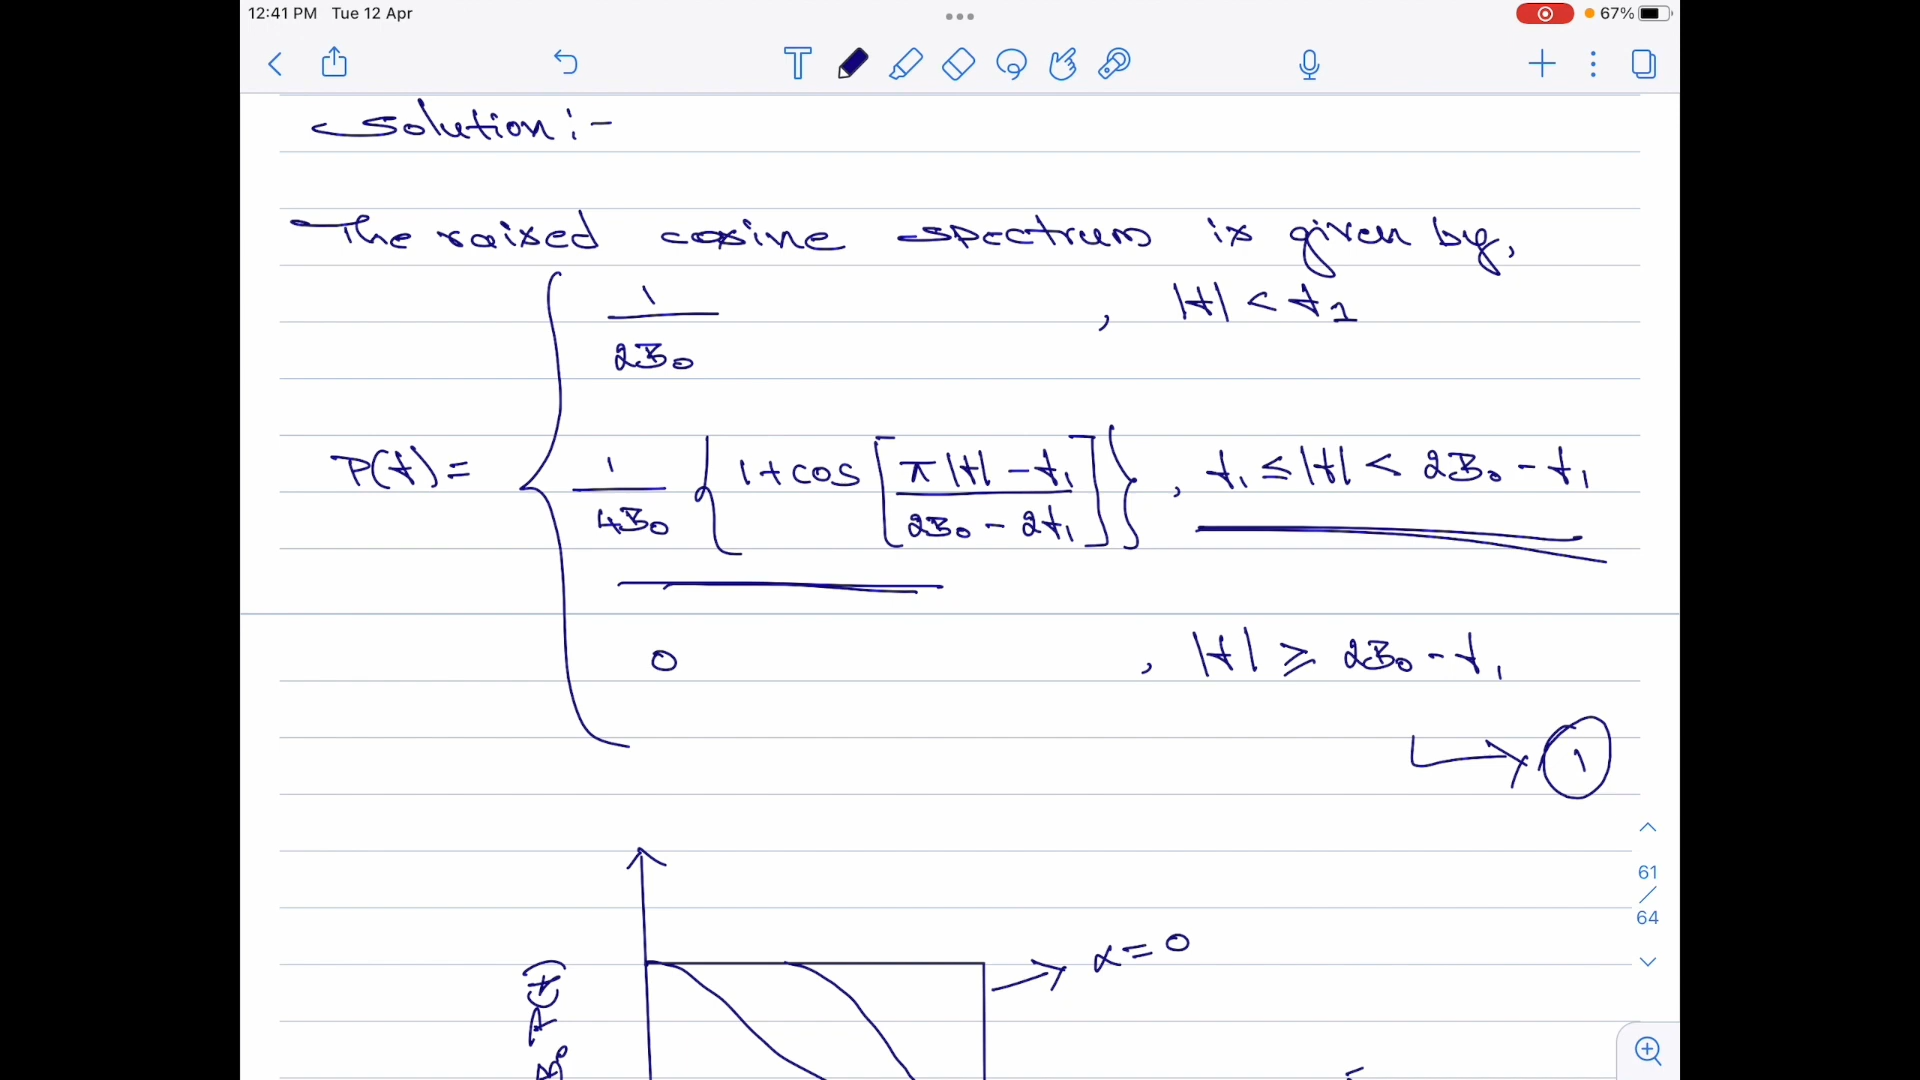 12:41 PM Tue 12 Apr
67%
T
Solution :-
The raised cosine spectrum is given by,
1/2B₀ , |f| < f₁
P(f) = 1/4B₀ {1+cos [π|f| - f₁ / 2B₀ - 2f₁]} , f₁ ≤ |f| < 2B₀ - f₁
0 , |f| ≥ 2B₀ - f₁
1
61
64
α = 0
P(f)